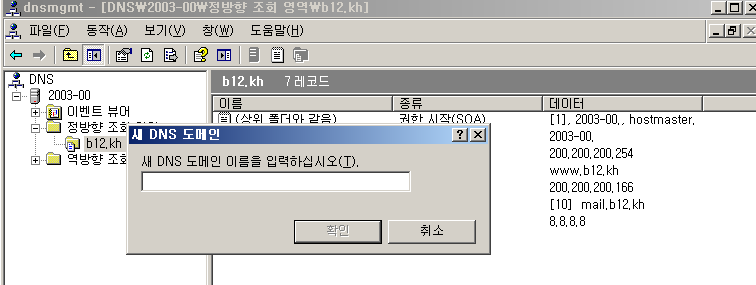 dnsmgmt - [DNS₩2003-00₩정방향 조회 영역₩b12.kh]
파일(F) 동작(A) 보기(V) 창(W) 도움말(H)
DNS
2003-00
이벤트 뷰어
정방향 조회
b12.kh
역방향 조회
b12.kh 7 레코드
이름 종류 데이터
(상위 폴더와 같음) 권한 시작(SOA) [1], 2003-00,, hostmaster,
2003-00,
200.200.200.254
www.b12.kh
200.200.200.166
[10] mail.b12.kh
8.8.8.8
새 DNS 도메인
새 DNS 도메인 이름을 입력하십시오(T).
확인 취소